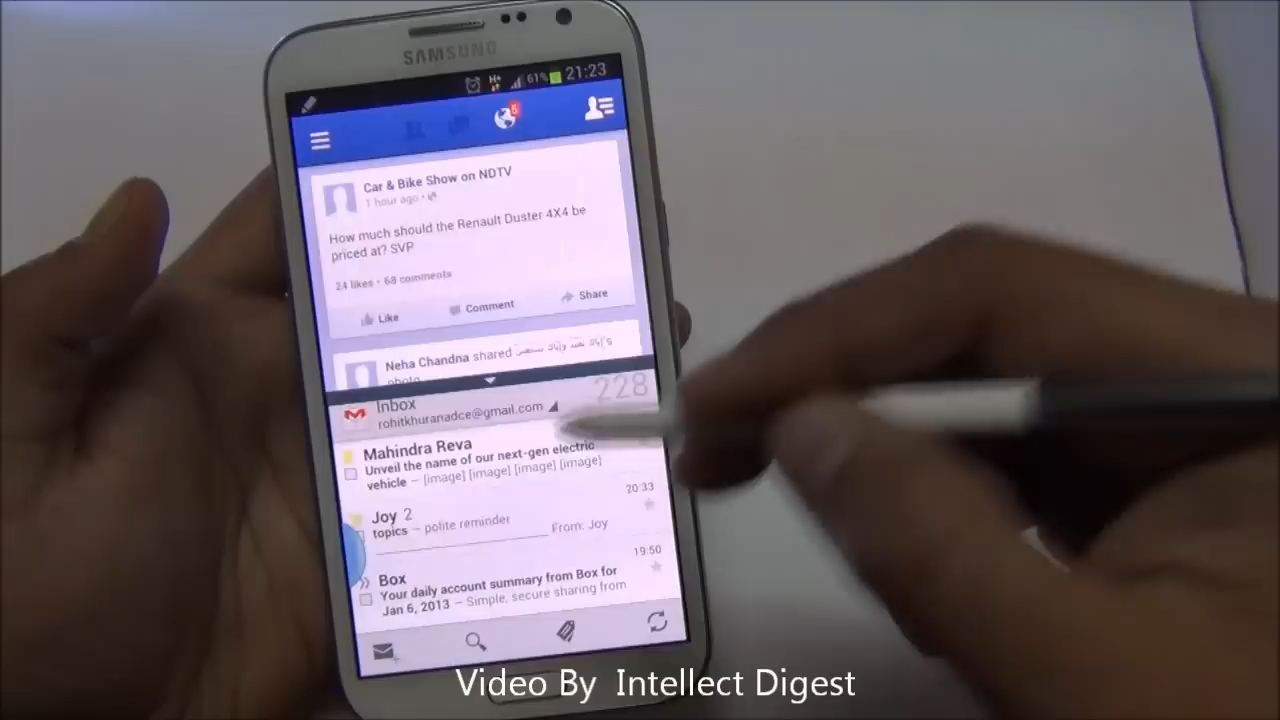 SAMSUNG
H+ 61% 21:23
5
Car & Bike Show on NDTV
1 hour ago •
How much should the Renault Duster 4X4 be
priced at? SVP
24 likes • 68 comments
Like Comment Share
Neha Chandna shared
photo
Inbox 228
rohitkhuranadce@gmail.com
Mahindra Reva
Unveil the name of our next-gen electric
vehicle – [image] [image] [image] [image]
20:33
Joy 2
topics – polite reminder
From: Joy
19:50
Box
Your daily account summary from Box for
Jan 6, 2013 – Simple, secure sharing from
Video By Intellect Digest